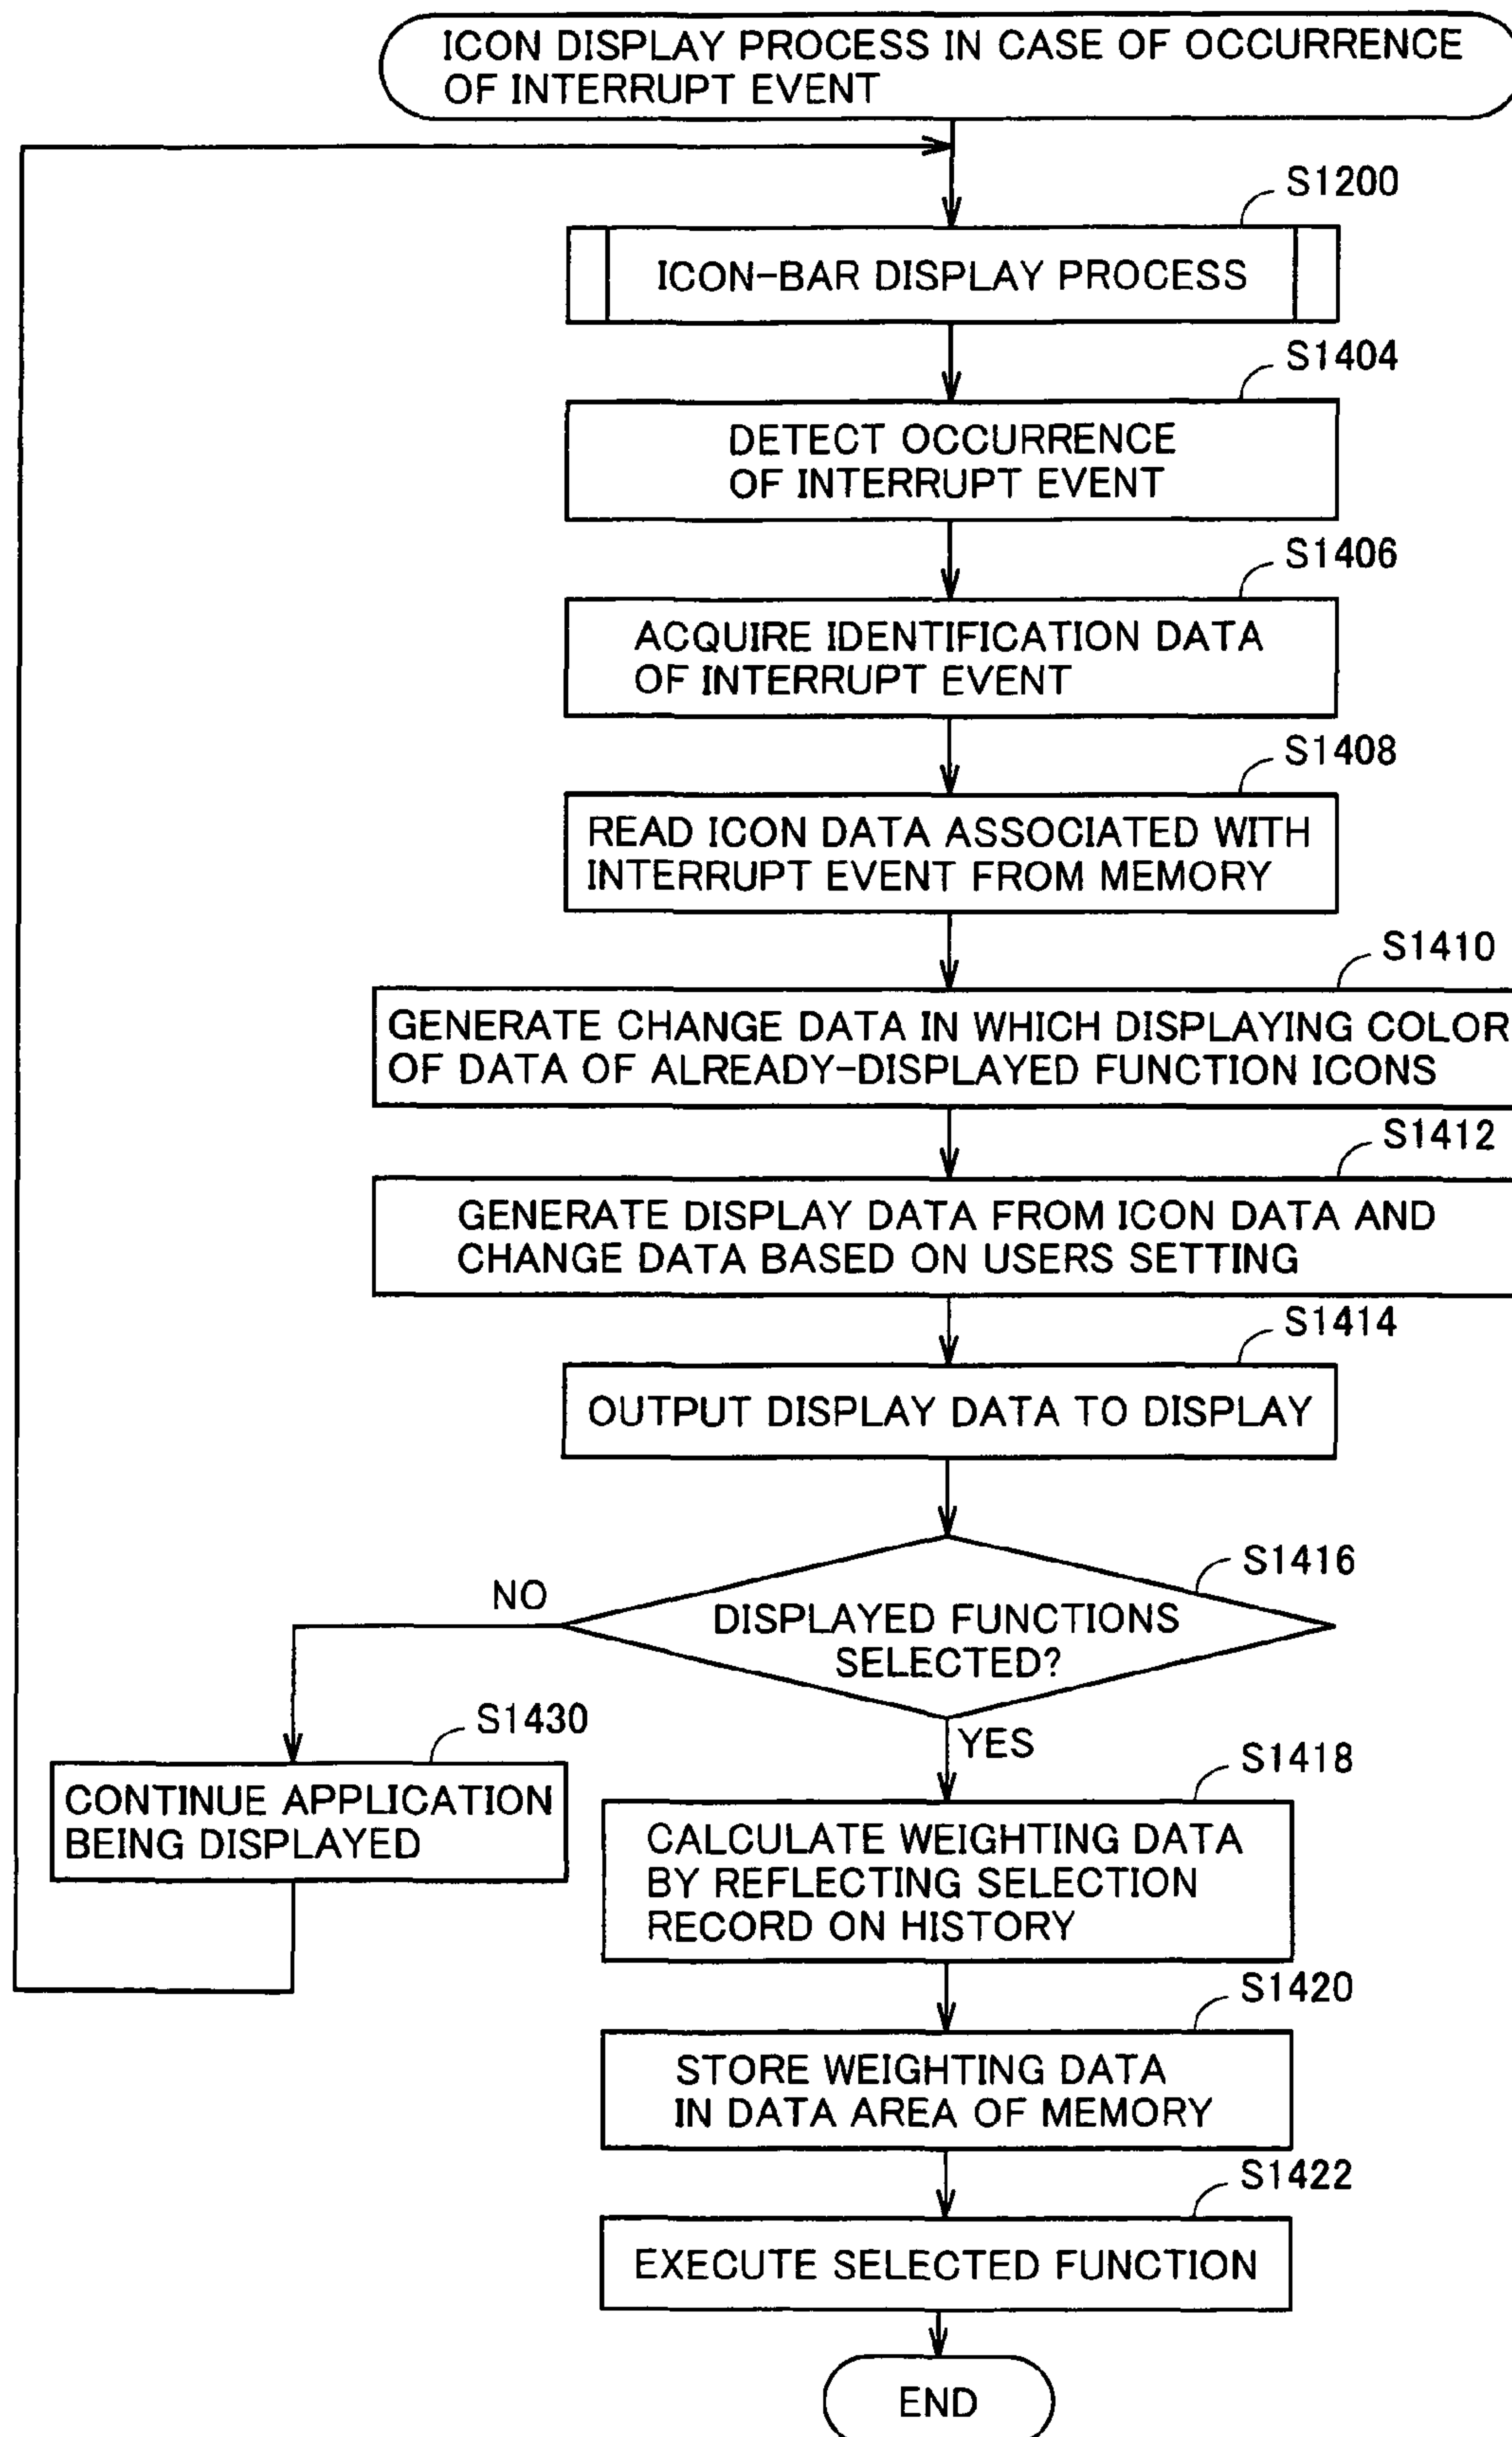 ICON DISPLAY PROCESS IN CASE OF OCCURRENCE
OF INTERRUPT EVENT
S1200
ICON-BAR DISPLAY PROCESS
S1404
DETECT OCCURRENCE
OF INTERRUPT EVENT
S1406
ACQUIRE IDENTIFICATION DATA
OF INTERRUPT EVENT
S1408
READ ICON DATA ASSOCIATED WITH
INTERRUPT EVENT FROM MEMORY
S1410
GENERATE CHANGE DATA IN WHICH DISPLAYING COLOR
OF DATA OF ALREADY-DISPLAYED FUNCTION ICONS
S1412
GENERATE DISPLAY DATA FROM ICON DATA AND
CHANGE DATA BASED ON USERS SETTING
S1414
OUTPUT DISPLAY DATA TO DISPLAY
S1416
NO
DISPLAYED FUNCTIONS
SELECTED?
YES
S1430
CONTINUE APPLICATION
BEING DISPLAYED
S1418
CALCULATE WEIGHTING DATA
BY REFLECTING SELECTION
RECORD ON HISTORY
S1420
STORE WEIGHTING DATA
IN DATA AREA OF MEMORY
S1422
EXECUTE SELECTED FUNCTION
END